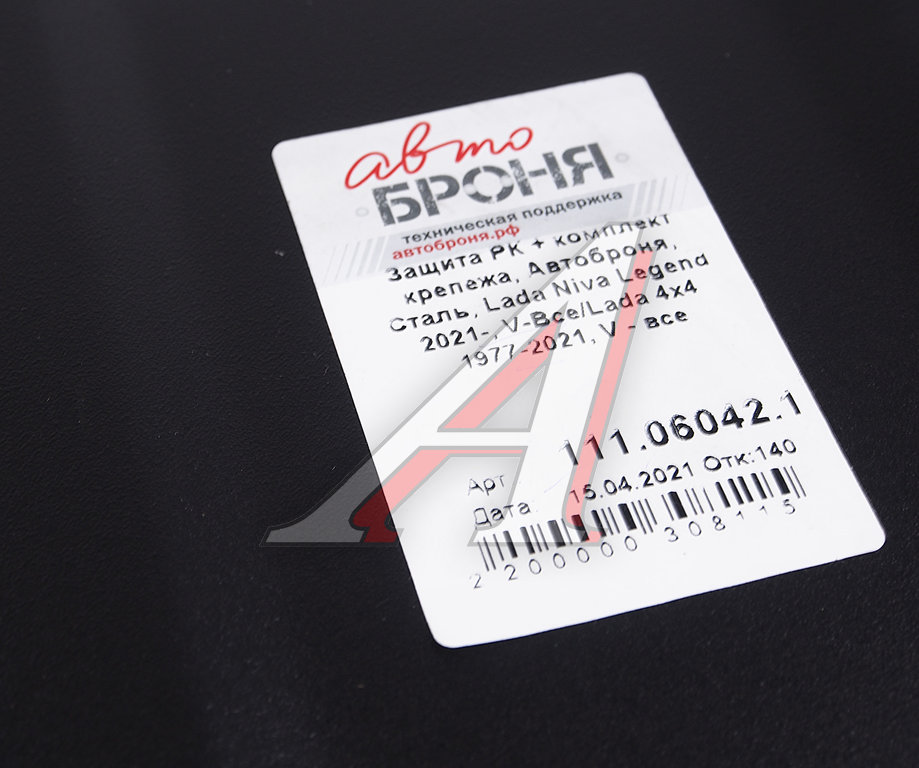 авто
БРОНЯ
техническая поддержка
автоброня.рф
Защита РК + комплект
крепежа, Автоброня,
Сталь, Lada Niva Legend
2021-, V-Все/Lada 4x4
1977-2021, V - все
Арт 111.06042.1
Дата: 15.04.2021 Отк:140
2 200000 308115